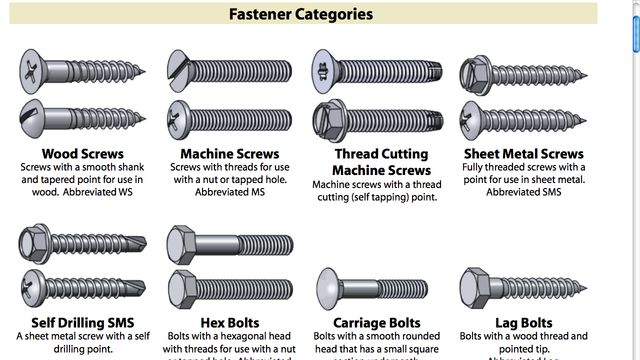 Fastener Categories
Wood Screws
Screws with a smooth shank
and tapered point for use in
wood. Abbreviated WS
Machine Screws
Screws with threads for use
with a nut or tapped hole.
Abbreviated MS
Thread Cutting
Machine Screws
Machine screws with a thread
cutting (self tapping) point.
Sheet Metal Screws
Fully threaded screws with a
point for use in sheet metal.
Abbreviated SMS
Self Drilling SMS
A sheet metal screw with a self
drilling point.
Hex Bolts
Bolts with a hexagonal head
with threads for use with a nut
Carriage Bolts
Bolts with a smooth rounded
head that has a small square
Lag Bolts
Bolts with a wood thread and
pointed tip.